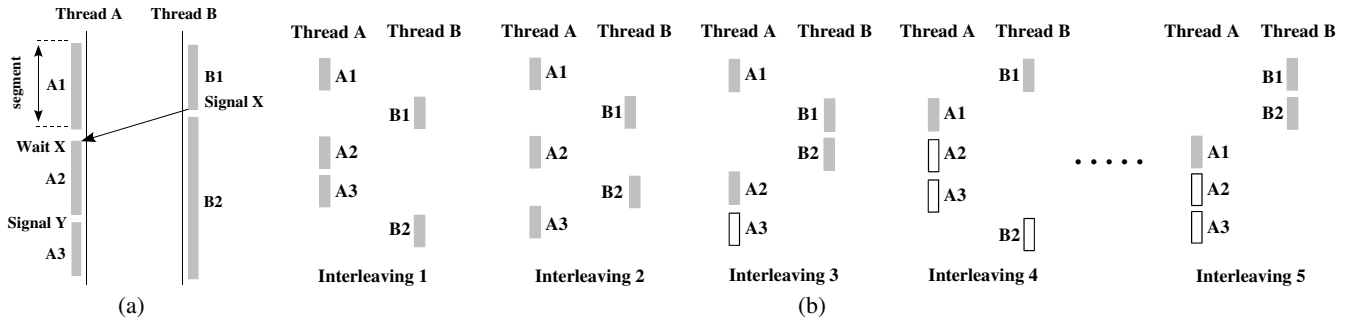 Thread A Thread B
segment
A1
B1
Signal X
Wait X
A2
B2
Signal Y
A3
(a)
Thread A Thread B
A1
B1
A2
A3
B2
Interleaving 1
Thread A Thread B
A1
B1
A2
B2
A3
Interleaving 2
Thread A Thread B
A1
B1
B2
A2
A3
Interleaving 3
Thread A Thread B
B1
A1
A2
A3
B2
Interleaving 4
.....
Thread A Thread B
B1
B2
A1
A2
A3
Interleaving 5
(b)